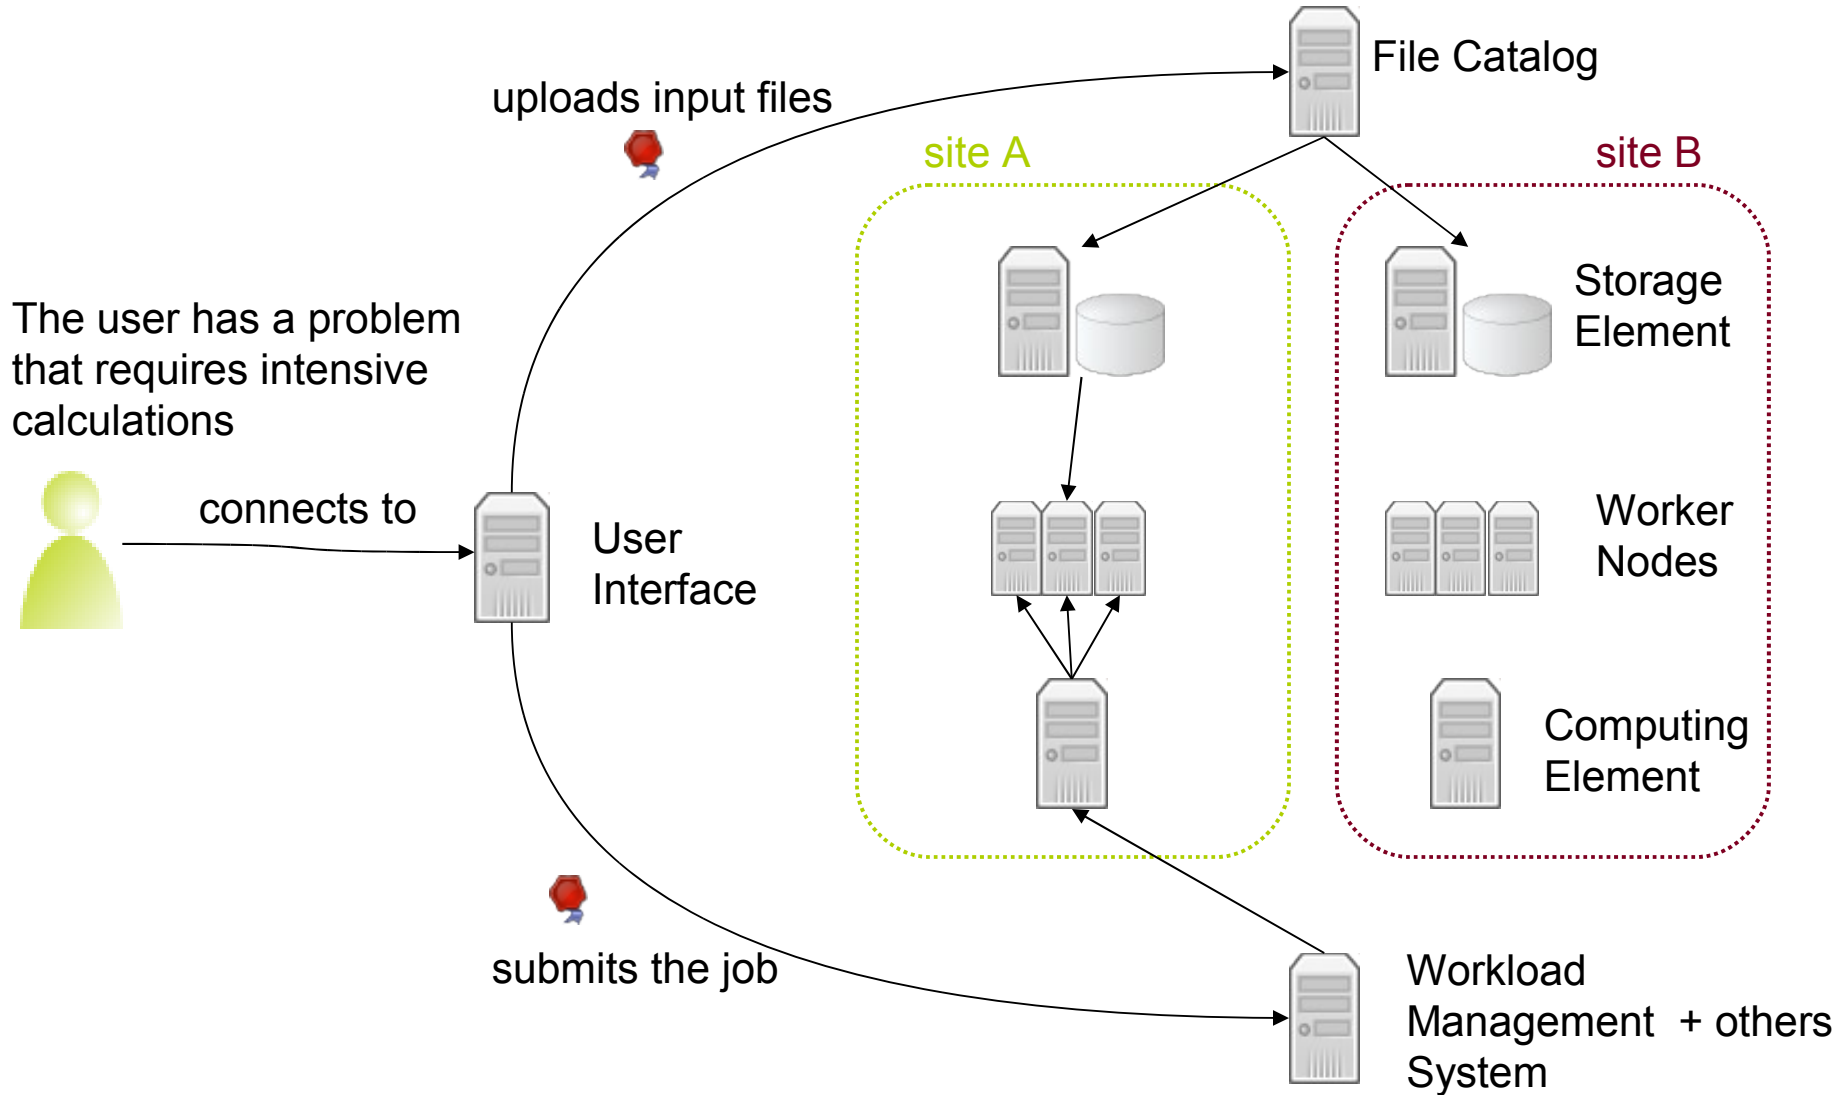 File Catalog
uploads input files
site A
site B
Storage
Element
The user has a problem
that requires intensive
calculations
connects to
User
Interface
Worker
Nodes
Computing
Element
submits the job
Workload
Management + others
System